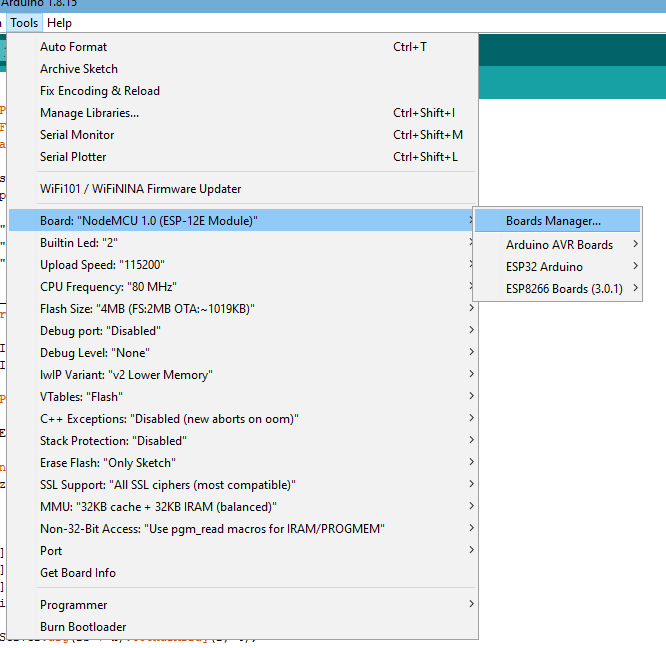 Arduino 1.8.15
Tools Help
Auto Format Ctrl+T
Archive Sketch
Fix Encoding & Reload
Manage Libraries... Ctrl+Shift+I
Serial Monitor Ctrl+Shift+M
Serial Plotter Ctrl+Shift+L
WiFi101 / WiFiNINA Firmware Updater
Board: "NodeMCU 1.0 (ESP-12E Module)"
Boards Manager...
Builtin Led: "2"
Arduino AVR Boards
Upload Speed: "115200"
ESP32 Arduino
CPU Frequency: "80 MHz"
ESP8266 Boards (3.0.1)
Flash Size: "4MB (FS:2MB OTA:~1019KB)"
Debug port: "Disabled"
Debug Level: "None"
lwIP Variant: "v2 Lower Memory"
VTables: "Flash"
C++ Exceptions: "Disabled (new aborts on oom)"
Stack Protection: "Disabled"
Erase Flash: "Only Sketch"
SSL Support: "All SSL ciphers (most compatible)"
MMU: "32KB cache + 32KB IRAM (balanced)"
Non-32-Bit Access: "Use pgm_read macros for IRAM/PROGMEM"
Port
Get Board Info
Programmer
Burn Bootloader